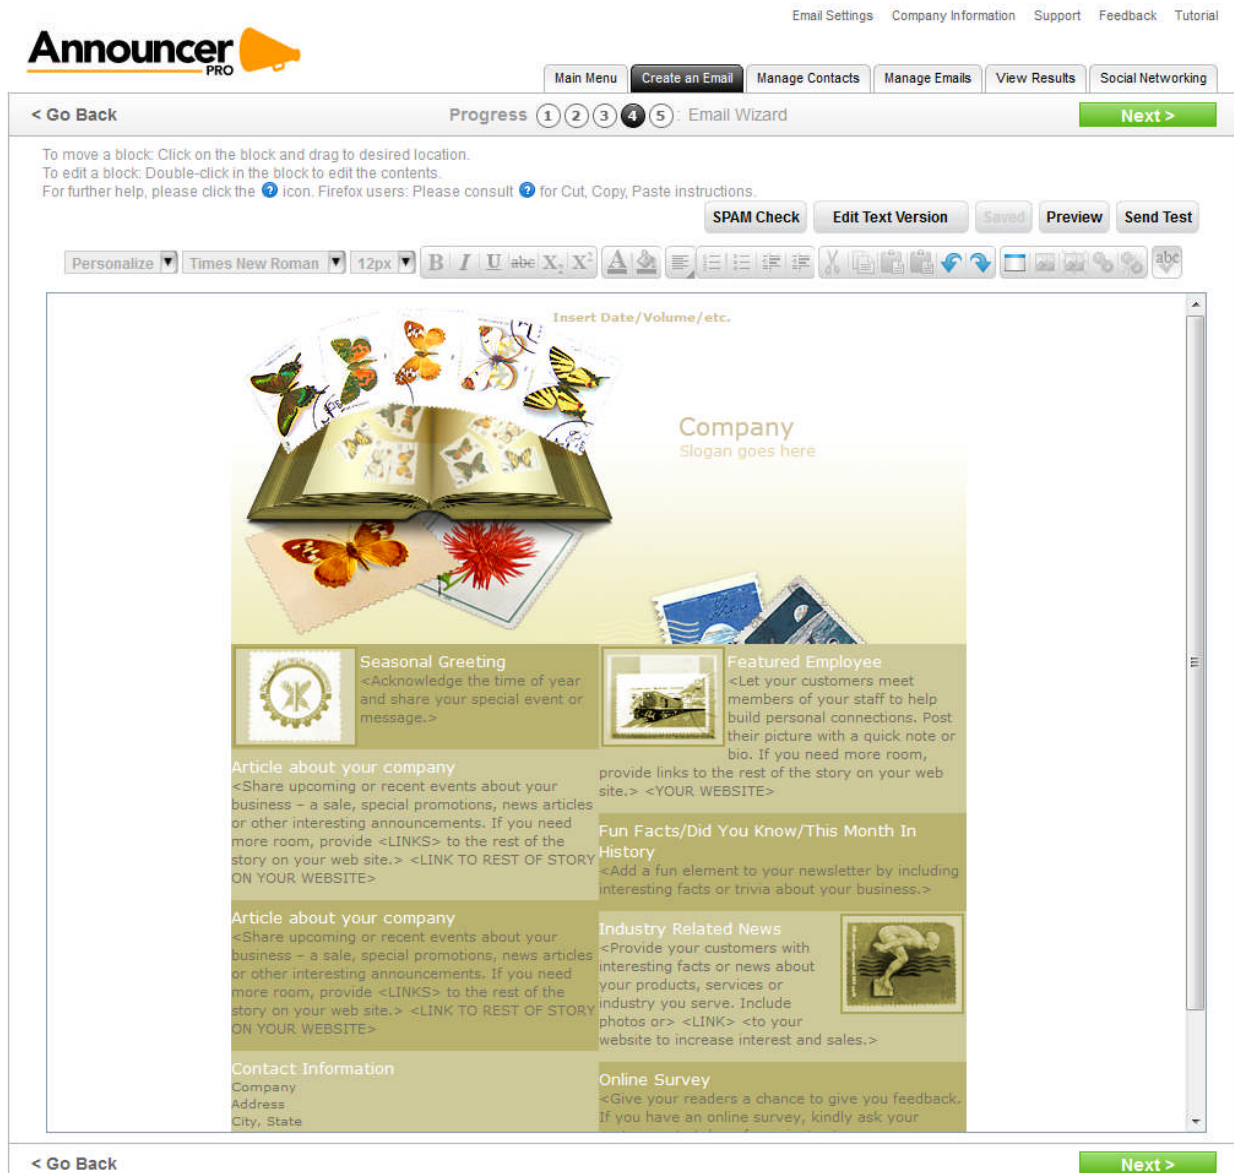 Email Settings Company Information Support Feedback Tutorial
Announcer
PRO
Main Menu Create an Email Manage Contacts Manage Emails View Results Social Networking
< Go Back Progress 1 2 3 4 5 : Email Wizard Next >
To move a block: Click on the block and drag to desired location.
To edit a block: Double-click in the block to edit the contents.
For further help, please click the ? icon. Firefox users: Please consult ? for Cut, Copy, Paste instructions.
SPAM Check Edit Text Version Saved Preview Send Test
Personalize Times New Roman 12px B I U abc X₂ X² A abc
Insert Date/Volume/etc.
Company
Slogan goes here
Seasonal Greeting
<Acknowledge the time of year
and share your special event or
message.>
Article about your company
<Share upcoming or recent events about your
business – a sale, special promotions, news articles
or other interesting announcements. If you need
more room, provide <LINKS> to the rest of the
story on your web site.> <LINK TO REST OF STORY
ON YOUR WEBSITE>
Article about your company
<Share upcoming or recent events about your
business – a sale, special promotions, news articles
or other interesting announcements. If you need
more room, provide <LINKS> to the rest of the
story on your web site.> <LINK TO REST OF STORY
ON YOUR WEBSITE>
Contact Information
Company
Address
City, State
Featured Employee
<Let your customers meet
members of your staff to help
build personal connections. Post
their picture with a quick note or
bio. If you need more room,
provide links to the rest of the story on your web
site.> <YOUR WEBSITE>
Fun Facts/Did You Know/This Month In
History
<Add a fun element to your newsletter by including
interesting facts or trivia about your business.>
Industry Related News
<Provide your customers with
interesting facts or news about
your products, services or
industry you serve. Include
photos or> <LINK> <to your
website to increase interest and sales.>
Online Survey
<Give your readers a chance to give you feedback.
If you have an online survey, kindly ask your
< Go Back Next >